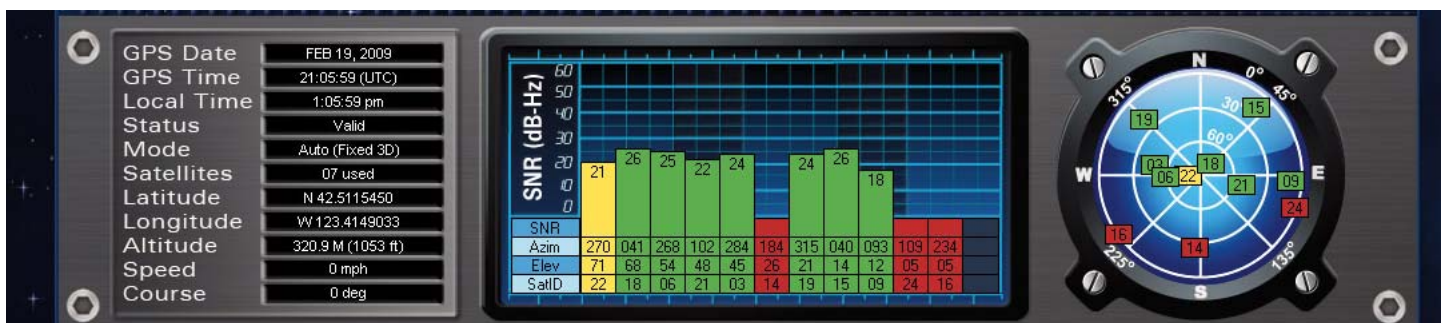 GPS Date FEB 19, 2009
GPS Time 21:05:59 (UTC)
Local Time 1:05:59 pm
Status Valid
Mode Auto (Fixed 3D)
Satellites 07 used
Latitude N 42.5115450
Longitude W 123.4149033
Altitude 320.9 M (1053 ft)
Speed 0 mph
Course 0 deg
SNR (dB-Hz)
60
50
40
30
20
10
0
21 26 25 22 24 24 26 18
SNR
Azim 270 041 268 102 284 184 315 040 093 109 234
Elev 71 68 54 48 45 26 21 14 12 05 05
SatID 22 18 06 21 03 14 19 15 09 24 16
N 0°
315° 45°
30°
19 15
60°
03 18
W 06 22 21 09 E
24
16 14
225° 135°
S